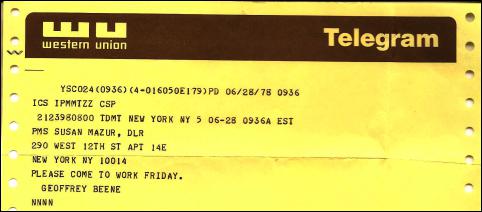 western union
Telegram
YSC024(0936)(4-016050E179)PD 06/28/78 0936
ICS IPMMTZZ CSP
2123980800 TDMT NEW YORK NY 5 06-28 0936A EST
PMS SUSAN MAZUR, DLR
290 WEST 12TH ST APT 14E
NEW YORK NY 10014
PLEASE COME TO WORK FRIDAY.
GEOFFREY BEENE
NNNN